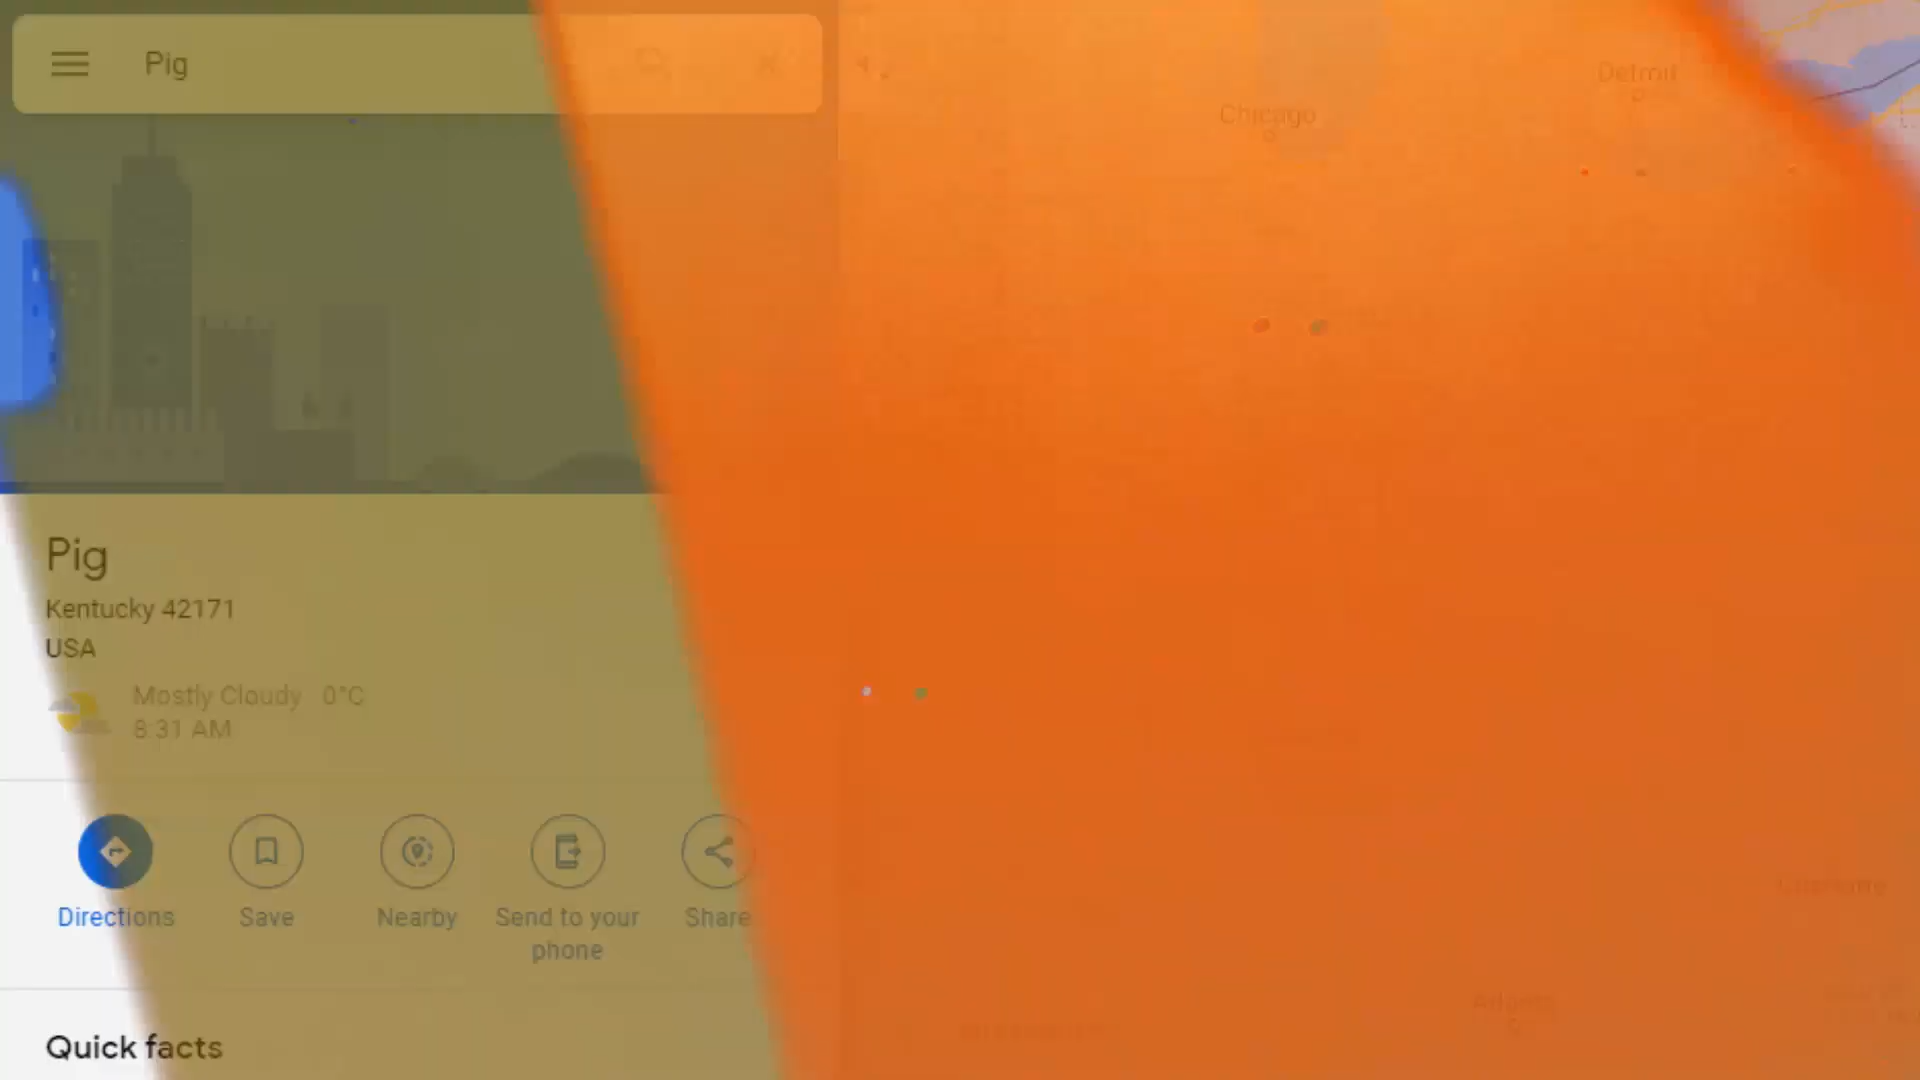 Pig
Detroit
Chicago
Pig
Kentucky 42171
USA
Mostly Cloudy 0°C
8:31 AM
Directions
Save
Nearby
Send to your
phone
Share
Atlanta
Quick facts